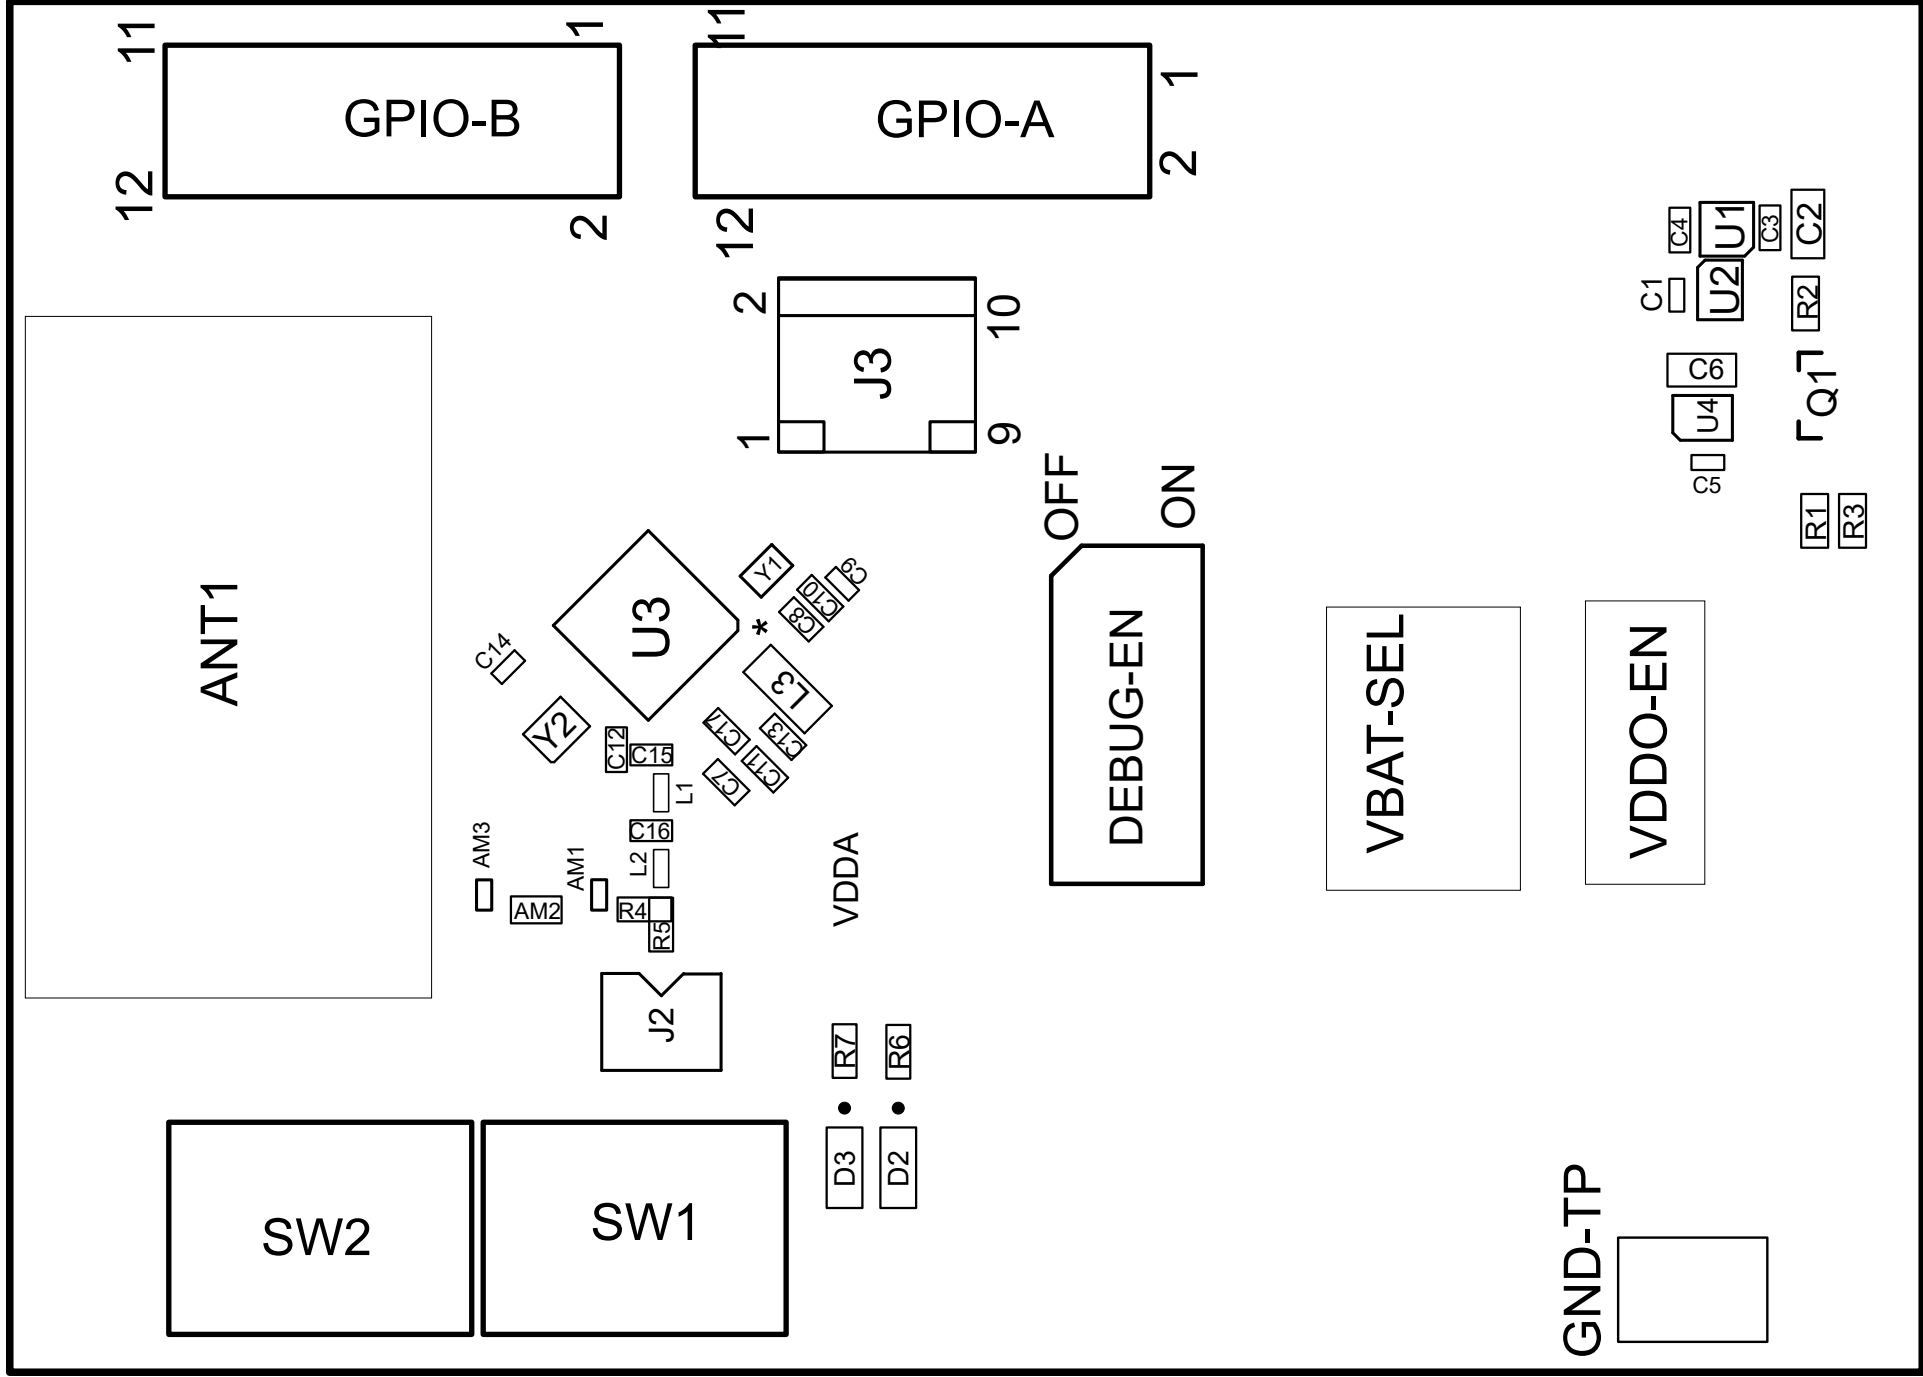 11
1
11
GPIO-B
GPIO-A
1
12
2
12
2
C4
U1
C3
C2
C1
U2
R2
2
10
J3
1
9
C6
U4
Q1
C5
OFF
ON
R1
R3
ANT1
U3
*
Y1
C9
C10
C8
C14
L3
Y2
C12
C15
C17
C13
C11
C7
L1
C16
L2
AM3
AM1
AM2
R4
R5
VDDA
DEBUG-EN
VBAT-SEL
VDDO-EN
J2
R7
R6
D3
D2
SW2
SW1
GND-TP